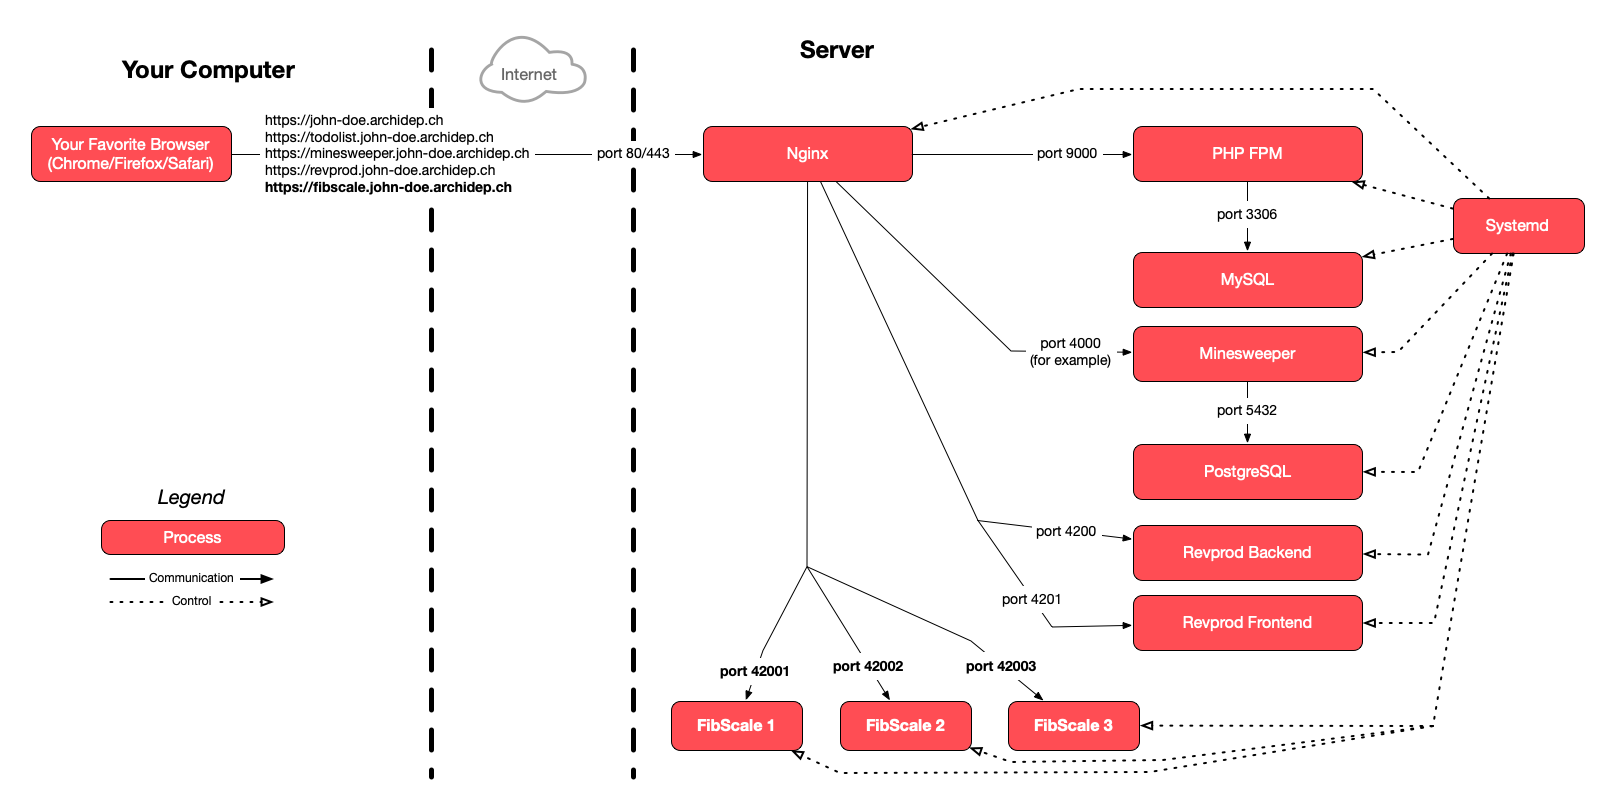 Your Computer
Internet
Server
Your Favorite Browser
(Chrome/Firefox/Safari)
https://john-doe.archidep.ch
https://todolist.john-doe.archidep.ch
https://minesweeper.john-doe.archidep.ch
https://revprod.john-doe.archidep.ch
https://fibscale.john-doe.archidep.ch
port 80/443
Nginx
port 9000
PHP FPM
port 3306
Systemd
MySQL
port 4000
(for example)
Minesweeper
port 5432
PostgreSQL
Legend
Process
Communication
Control
port 4200
Revprod Backend
port 4201
Revprod Frontend
port 42001
port 42002
port 42003
FibScale 1
FibScale 2
FibScale 3